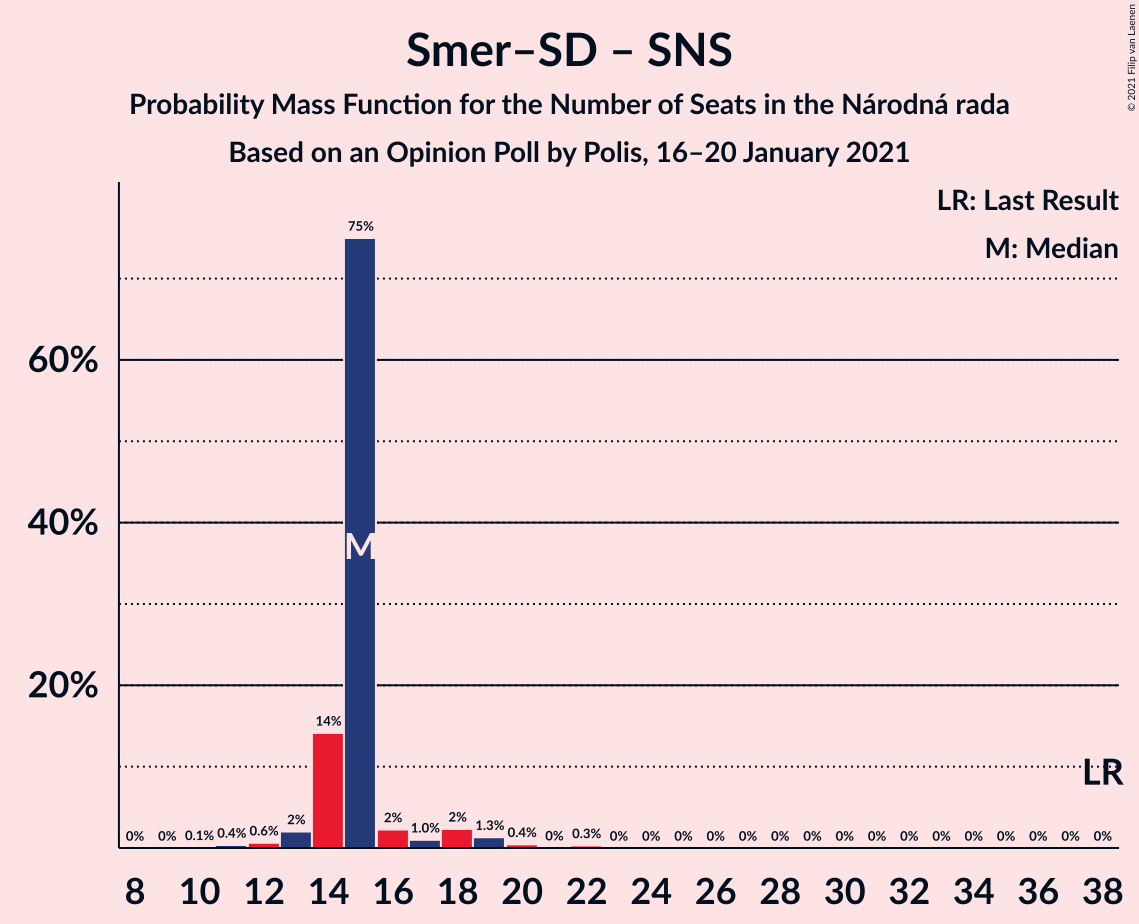 Smer–SD – SNS
Probability Mass Function for the Number of Seats in the Národná rada
Based on an Opinion Poll by Polis, 16–20 January 2021
© 2021 Filip van Laenen
LR: Last Result
M: Median
60%
40%
20%
0% 0% 0.1% 0.4% 0.6% 2% 14% 75% 2% 1.0% 2% 1.3% 0.4% 0% 0.3% 0% 0% 0% 0% 0% 0% 0% 0% 0% 0% 0% 0% 0% 0% 0% 0%
M
LR
8 10 12 14 16 18 20 22 24 26 28 30 32 34 36 38